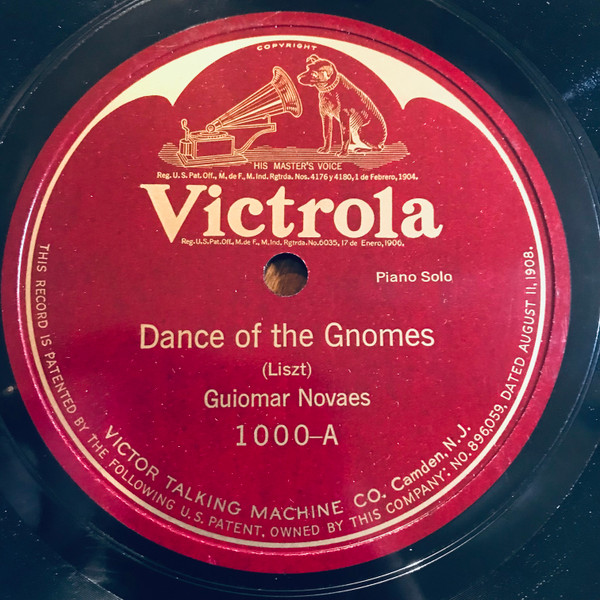 COPYRIGHT
HIS MASTER'S VOICE
Reg. U.S. Pat. Off., M. de F., M. Ind. Rgtrda. Nos. 4176 y 4180, 1 de Febrero, 1904.
Victrola
Reg. U.S. Pat. Off., M. de F., M. Ind. Rgtrda. No. 6035, 17 de Enero, 1906.
Piano Solo
Dance of the Gnomes
(Liszt)
Guiomar Novaes
1000–A
VICTOR TALKING MACHINE CO. Camden, N.J.
THIS RECORD IS PATENTED BY THE FOLLOWING U.S. PATENT, OWNED BY THIS COMPANY: NO. 896,059, DATED AUGUST 11, 1908.